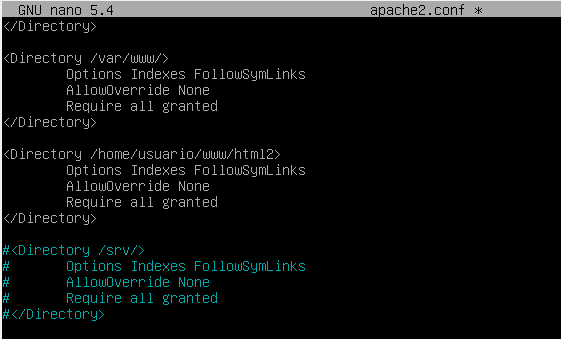 GNU nano 5.4 apache2.conf *
</Directory>
<Directory /var/www/>
Options Indexes FollowSymLinks
AllowOverride None
Require all granted
</Directory>
<Directory /home/usuario/www/html2>
Options Indexes FollowSymLinks
AllowOverride None
Require all granted
</Directory>
#<Directory /srv/>
# Options Indexes FollowSymLinks
# AllowOverride None
# Require all granted
#</Directory>